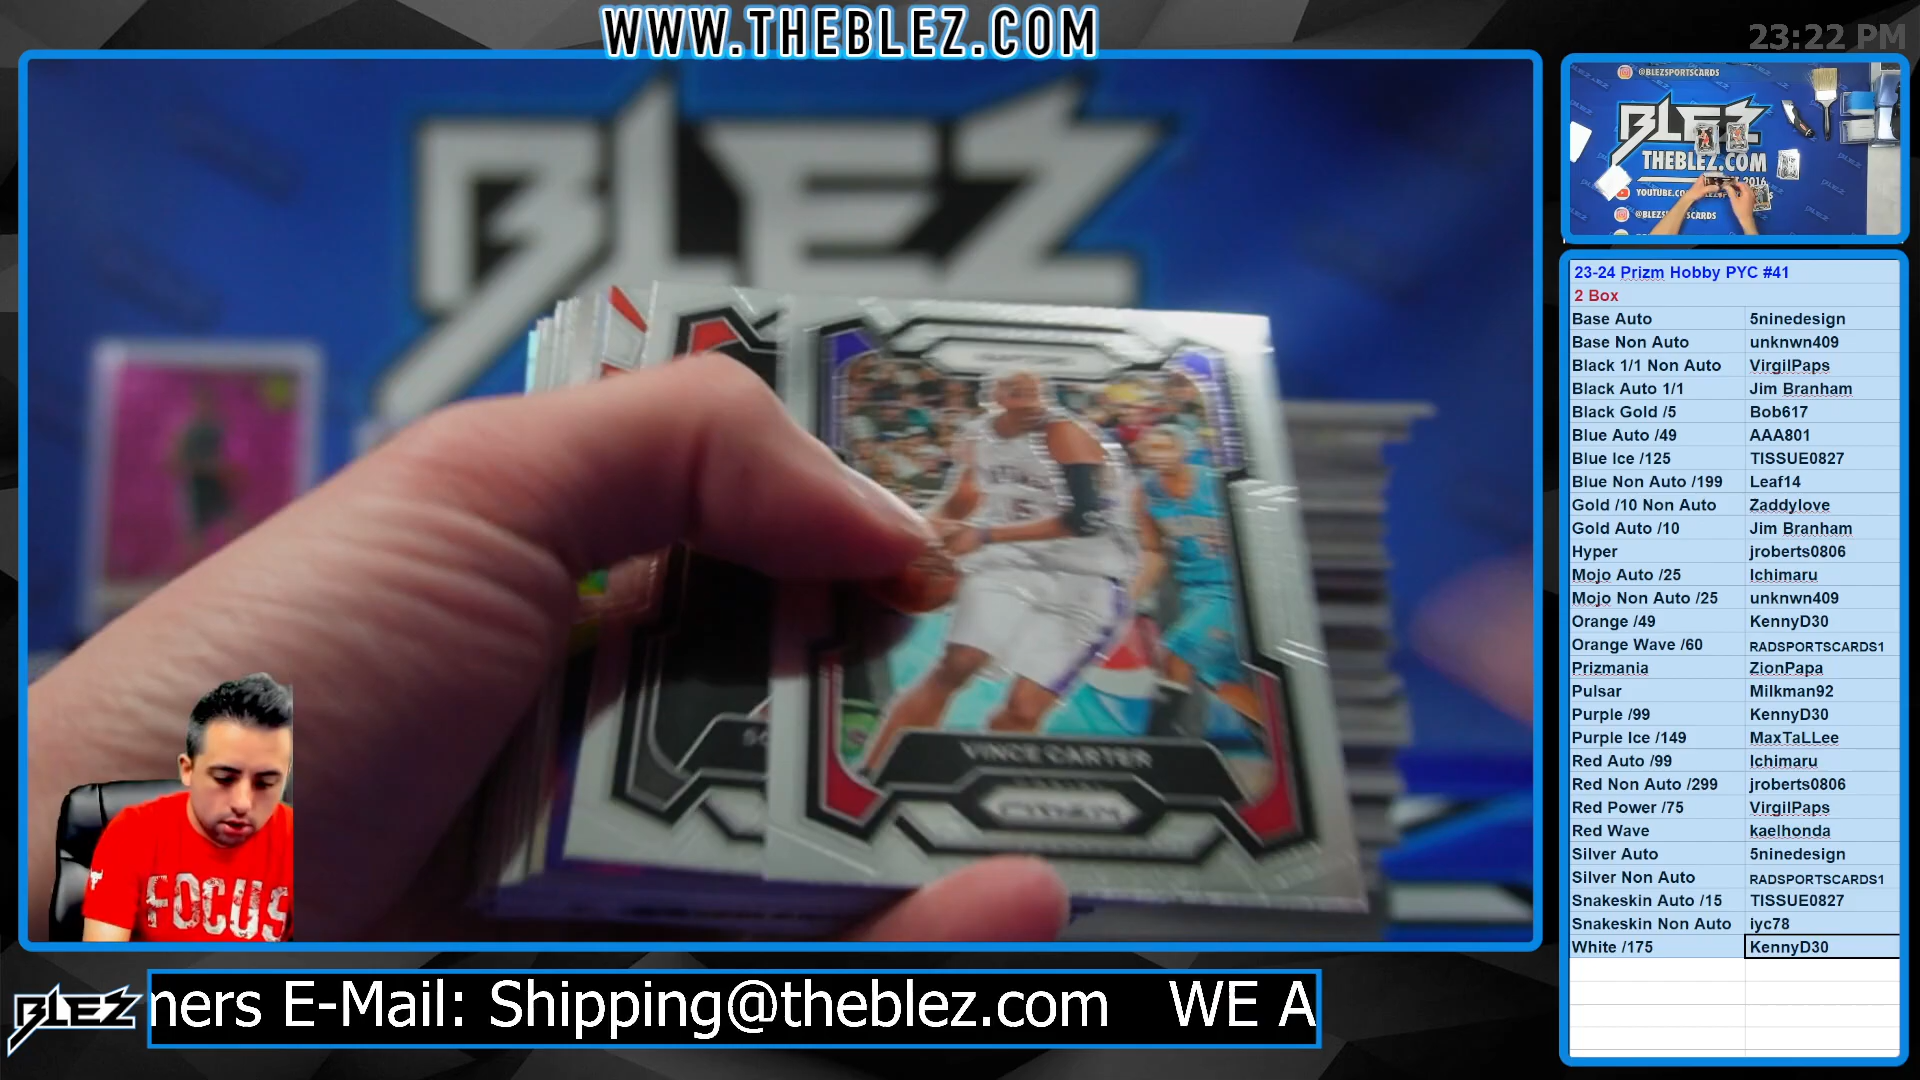 WWW.THEBLEZ.COM
23:22 PM
BLEZ
VINCE CARTER
PRIZM
FOCUS
@BLEZSPORTSCARDS
BLEZ
THEBLEZ.COM
23-24 Prizm Hobby PYC #41
2 Box
Base Auto 5ninedesign
Base Non Auto unknwn409
Black 1/1 Non Auto VirgilPaps
Black Auto 1/1 Jim Branham
Black Gold /5 Bob617
Blue Auto /49 AAA801
Blue Ice /125 TISSUE0827
Blue Non Auto /199 Leaf14
Gold /10 Non Auto Zaddylove
Gold Auto /10 Jim Branham
Hyper jroberts0806
Mojo Auto /25 Ichimaru
Mojo Non Auto /25 unknwn409
Orange /49 KennyD30
Orange Wave /60 RADSPORTSCARDS1
Prizmania ZionPapa
Pulsar Milkman92
Purple /99 KennyD30
Purple Ice /149 MaxTaLLee
Red Auto /99 Ichimaru
Red Non Auto /299 jroberts0806
Red Power /75 VirgilPaps
Red Wave kaelhonda
Silver Auto 5ninedesign
Silver Non Auto RADSPORTSCARDS1
Snakeskin Auto /15 TISSUE0827
Snakeskin Non Auto iyc78
White /175 KennyD30
BLEZ
mers E-Mail: Shipping@theblez.com WE A